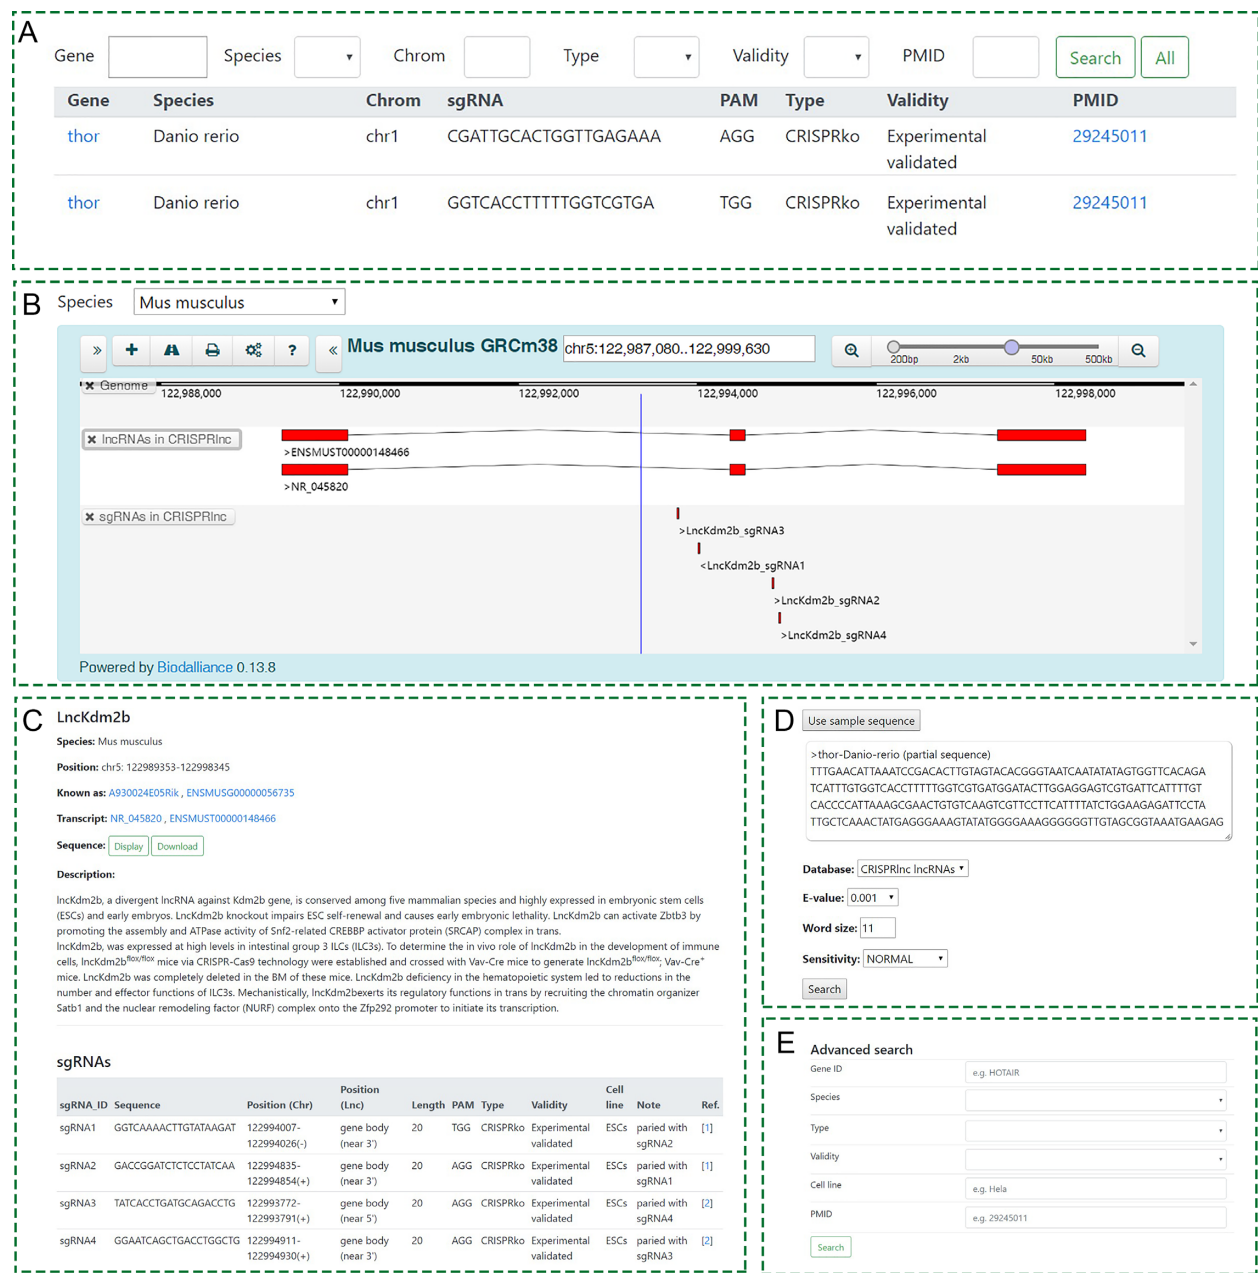 A
Gene Species Chrom Type Validity PMID Search All
Gene Species Chrom sgRNA PAM Type Validity PMID
thor Danio rerio chr1 CGATTGCACTGGTTGAGAAA AGG CRISPRko Experimental 29245011
validated
thor Danio rerio chr1 GGTCACCTTTTTGGTCGTGA TGG CRISPRko Experimental 29245011
validated
B
Species Mus musculus
» + ? « Mus musculus GRCm38 chr5:122,987,080..122,999,630
200bp 2kb 50kb 500kb
Genome
122,988,000 122,990,000 122,992,000 122,994,000 122,996,000 122,998,000
lncRNAs in CRISPRlnc
>ENSMUST00000148466
>NR_045820
sgRNAs in CRISPRlnc
>LncKdm2b_sgRNA3
<LncKdm2b_sgRNA1
>LncKdm2b_sgRNA2
>LncKdm2b_sgRNA4
Powered by Biodalliance 0.13.8
C
LncKdm2b
Species: Mus musculus
Position: chr5: 122989353-122998345
Known as: A930024E05Rik , ENSMUSG00000056735
Transcript: NR_045820 , ENSMUST00000148466
Sequence: Display Download
Description:
lncKdm2b, a divergent lncRNA against Kdm2b gene, is conserved among five mammalian species and highly expressed in embryonic stem cells
(ESCs) and early embryos. LncKdm2b knockout impairs ESC self-renewal and causes early embryonic lethality. LncKdm2b can activate Zbtb3 by
promoting the assembly and ATPase activity of Snf2-related CREBBP activator protein (SRCAP) complex in trans.
lncKdm2b, was expressed at high levels in intestinal group 3 ILCs (ILC3s). To determine the in vivo role of lncKdm2b in the development of immune
cells, lncKdm2bflox/flox mice via CRISPR-Cas9 technology were established and crossed with Vav-Cre mice to generate lncKdm2bflox/flox; Vav-Cre+
mice. LncKdm2b was completely deleted in the BM of these mice. LncKdm2b deficiency in the hematopoietic system led to reductions in the
number and effector functions of ILC3s. Mechanistically, lncKdm2bexerts its regulatory functions in trans by recruiting the chromatin organizer
Satb1 and the nuclear remodeling factor (NURF) complex onto the Zfp292 promoter to initiate its transcription.
sgRNAs
sgRNA_ID Sequence Position (Chr) Position (Lnc) Length PAM Type Validity Cell line Note Ref.
sgRNA1 GGTCAAAACTTGTATAAGAT 122994007- gene body 20 TGG CRISPRko Experimental ESCs paried with [1]
122994026(-) (near 3') validated sgRNA2
sgRNA2 GACCGGATCTCTCCTATCAA 122994835- gene body 20 AGG CRISPRko Experimental ESCs paried with [1]
122994854(+) (near 3') validated sgRNA1
sgRNA3 TATCACCTGATGCAGACCTG 122993772- gene body 20 AGG CRISPRko Experimental ESCs paried with [2]
122993791(+) (near 5') validated sgRNA4
sgRNA4 GGAATCAGCTGACCTGGCTG 122994911- gene body 20 AGG CRISPRko Experimental ESCs paried with [2]
122994930(+) (near 3') validated sgRNA3
D
Use sample sequence
>thor-Danio-rerio (partial sequence)
TTTGAACATTAAATCCGACACTTGTAGTACACGGGTAATCAATATATAGTGGTTCACAGA
TCATTTGTGGTCACCTTTTTGGTCGTGATGGATACTTGGAGGAGTCGTGATTCATTTTGT
CACCCCATTAAAGCGAACTGTGTCAAGTCGTTCCTTCATTTTATCTGGAAGAGATTCCTA
TTGCTCAAACTATGAGGGAAAGTATATGGGGAAAGGGGGGTTGTAGCGGTAAATGAAGAG
Database: CRISPRlnc lncRNAs
E-value: 0.001
Word size: 11
Sensitivity: NORMAL
Search
E
Advanced search
Gene ID e.g. HOTAIR
Species
Type
Validity
Cell line e.g. Hela
PMID e.g. 29245011
Search